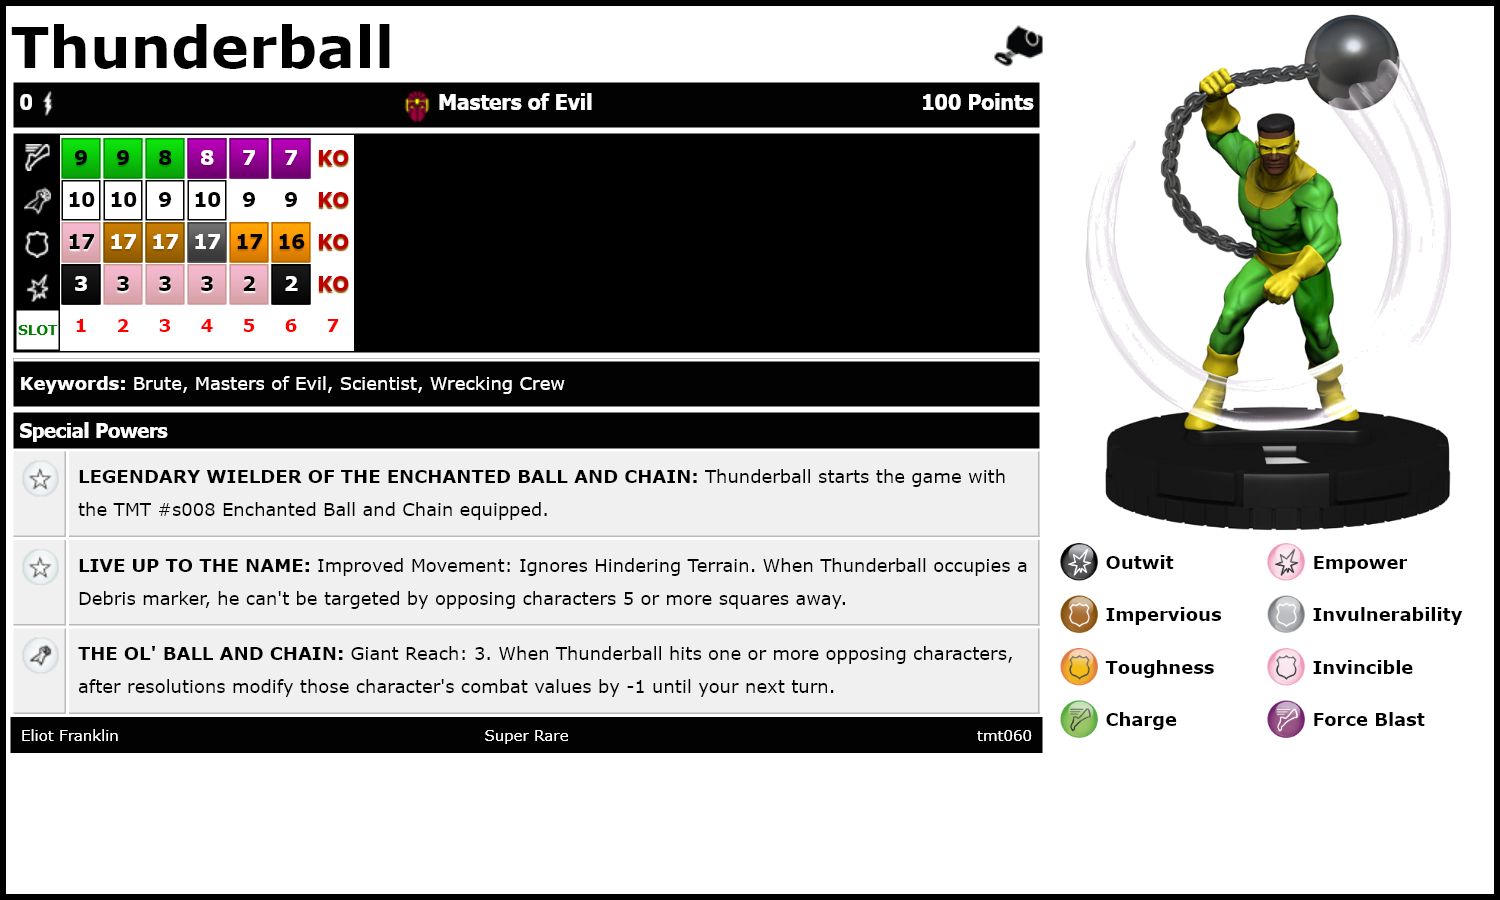 Thunderball
0 Masters of Evil 100 Points
9 9 8 8 7 7 KO
10 10 9 10 9 9 KO
17 17 17 17 17 16 KO
3 3 3 3 2 2 KO
SLOT 1 2 3 4 5 6 7
Keywords: Brute, Masters of Evil, Scientist, Wrecking Crew
Special Powers
LEGENDARY WIELDER OF THE ENCHANTED BALL AND CHAIN: Thunderball starts the game with
the TMT #s008 Enchanted Ball and Chain equipped.
LIVE UP TO THE NAME: Improved Movement: Ignores Hindering Terrain. When Thunderball occupies a
Debris marker, he can't be targeted by opposing characters 5 or more squares away.
THE OL' BALL AND CHAIN: Giant Reach: 3. When Thunderball hits one or more opposing characters,
after resolutions modify those character's combat values by -1 until your next turn.
Eliot Franklin Super Rare tmt060
Outwit Empower
Impervious Invulnerability
Toughness Invincible
Charge Force Blast